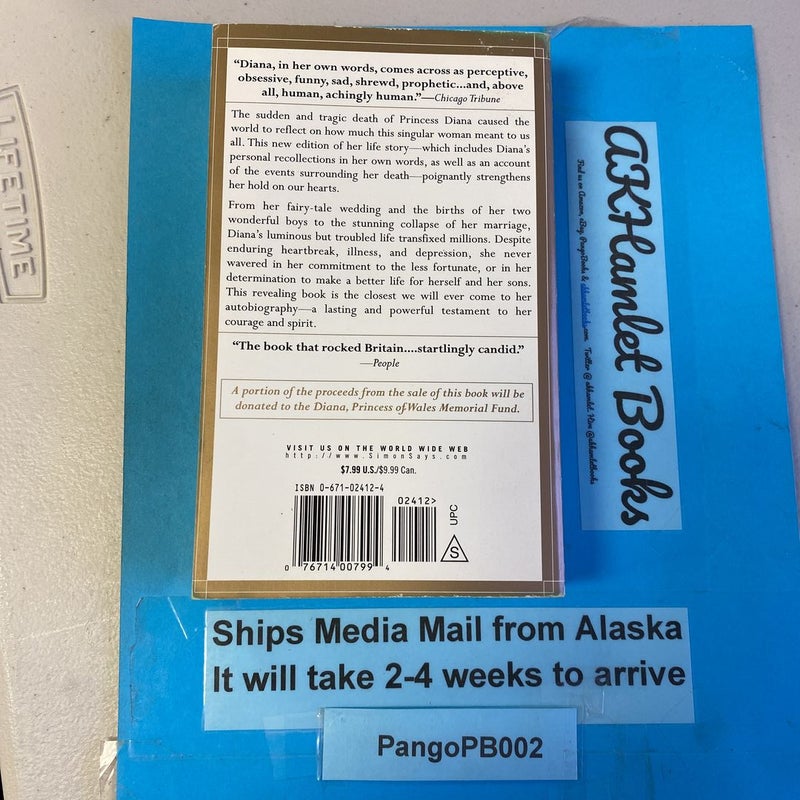 "Diana, in her own words, comes across as perceptive,
obsessive, funny, sad, shrewd, prophetic...and, above
all, human, achingly human."—Chicago Tribune
The sudden and tragic death of Princess Diana caused the
world to reflect on how much this singular woman meant to us
all. This new edition of her life story—which includes Diana's
personal recollections in her own words, as well as an account
of the events surrounding her death—poignantly strengthens
her hold on our hearts.
From her fairy-tale wedding and the births of her two
wonderful boys to the stunning collapse of her marriage,
Diana's luminous but troubled life transfixed millions. Despite
enduring heartbreak, illness, and depression, she never
wavered in her commitment to the less fortunate, or in her
determination to make a better life for herself and her sons.
This revealing book is the closest we will ever come to her
autobiography—a lasting and powerful testament to her
courage and spirit.
"The book that rocked Britain....startlingly candid."
—People
A portion of the proceeds from the sale of this book will be
donated to the Diana, Princess of Wales Memorial Fund.
VISIT US ON THE WORLD WIDE WEB
http://www.SimonSays.com
$7.99 U.S./$9.99 Can.
ISBN 0-671-02412-4
02412>
UPC
S
0 76714 00799 4
AKHamlet Books
Find us on Amazon, eBay, PangoBooks & akhamletbooks.com. Twitter @ akhamlet.
Ships Media Mail from Alaska
It will take 2-4 weeks to arrive
PangoPB002
LIFETIME